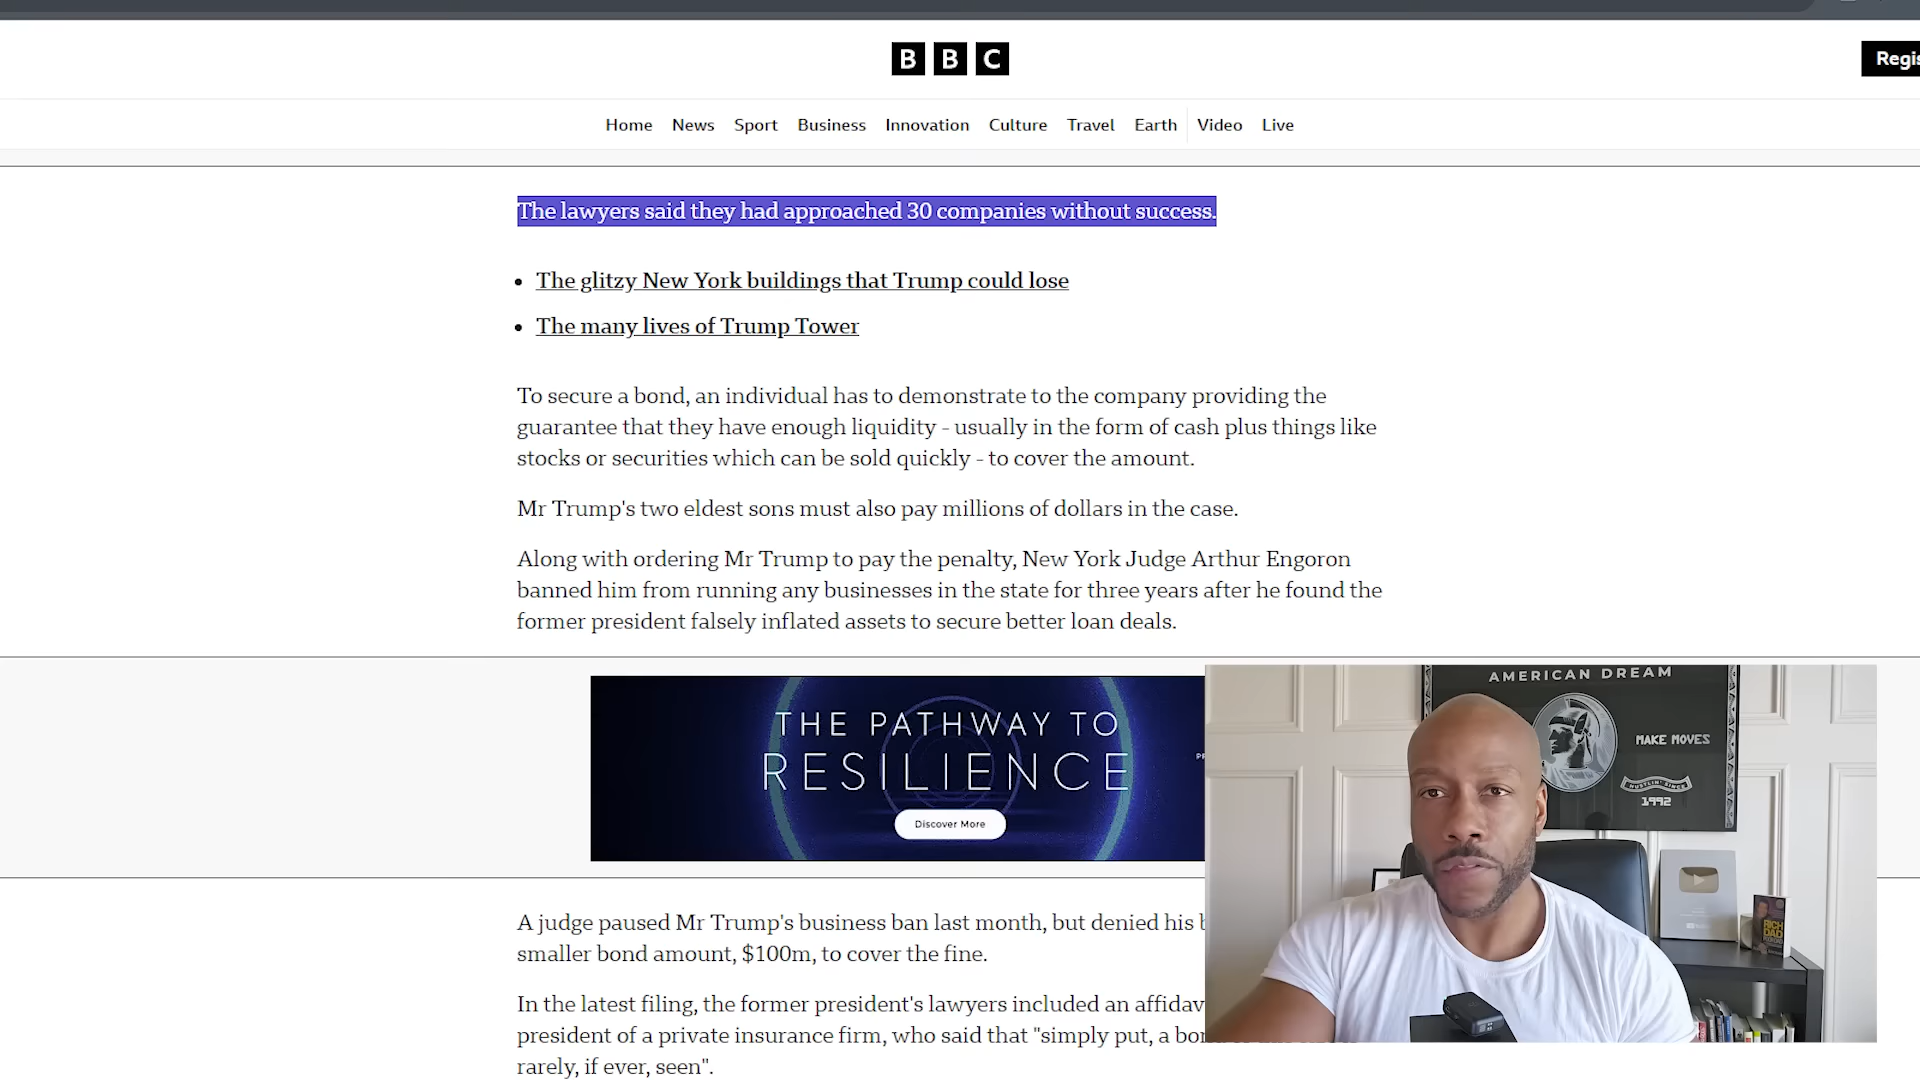 BBC
Regis
Home News Sport Business Innovation Culture Travel Earth Video Live
The lawyers said they had approached 30 companies without success.
• The glitzy New York buildings that Trump could lose
• The many lives of Trump Tower
To secure a bond, an individual has to demonstrate to the company providing the
guarantee that they have enough liquidity - usually in the form of cash plus things like
stocks or securities which can be sold quickly - to cover the amount.
Mr Trump's two eldest sons must also pay millions of dollars in the case.
Along with ordering Mr Trump to pay the penalty, New York Judge Arthur Engoron
banned him from running any businesses in the state for three years after he found the
former president falsely inflated assets to secure better loan deals.
THE PATHWAY TO
RESILIENCE
Discover More
AMERICAN DREAM
MAKE MOVES
HUSTLIN' SINCE
1992
RICH
DAD
A judge paused Mr Trump's business ban last month, but denied his
smaller bond amount, $100m, to cover the fine.
In the latest filing, the former president's lawyers included an affidav
president of a private insurance firm, who said that "simply put, a bo
rarely, if ever, seen".